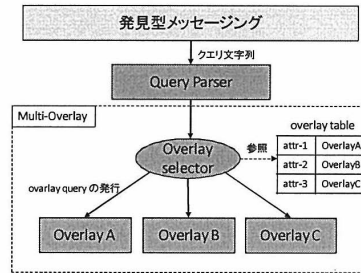 発見型メッセージング
クエリ文字列
Query Parser
Multi-Overlay
overlay table
Overlay
selector
参照
attr-1 OverlayA
attr-2 OverlayB
attr-3 OverlayC
ovarlay query の発行
Overlay A
Overlay B
Overlay C